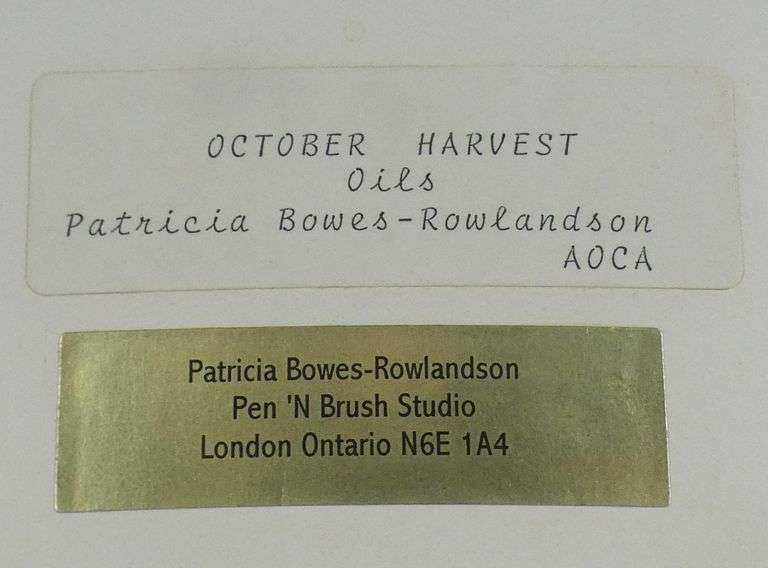 OCTOBER HARVEST
Oils
Patricia Bowes-Rowlandson
AOCA
Patricia Bowes-Rowlandson
Pen 'N Brush Studio
London Ontario N6E 1A4